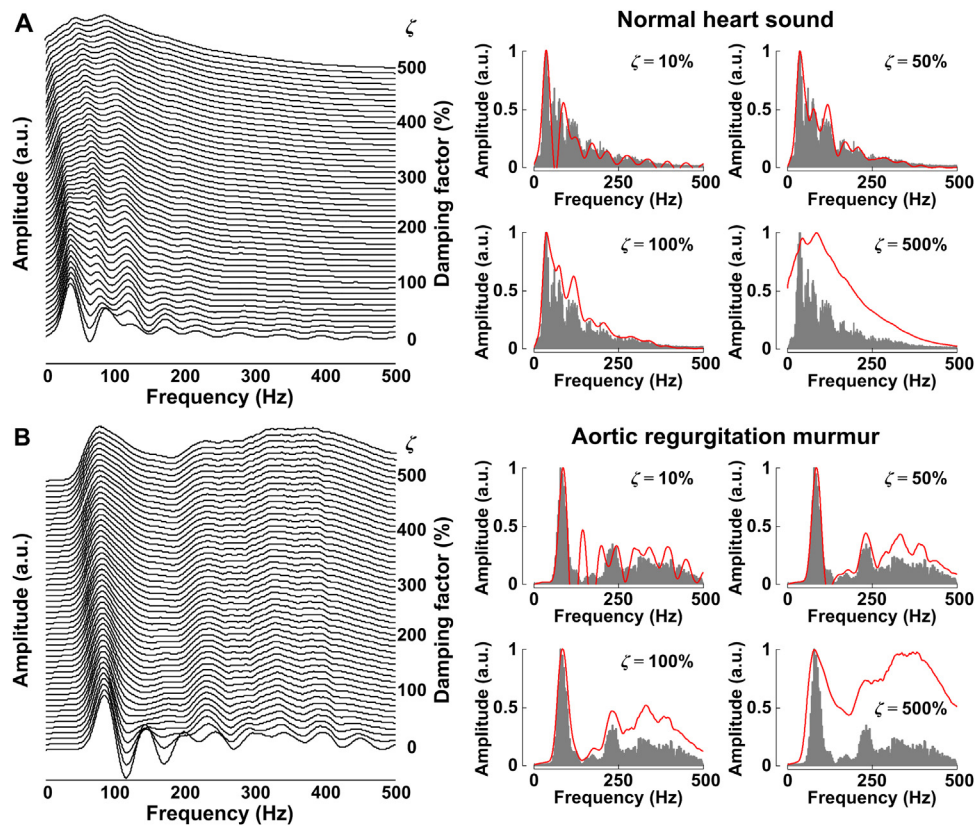 A
ζ
500
400
300
200
100
0
Amplitude (a.u.)
Damping factor (%)
0 100 200 300 400 500
Frequency (Hz)
Normal heart sound
ζ = 10%
Amplitude (a.u.)
1
0.5
0
0 250 500
Frequency (Hz)
ζ = 50%
Amplitude (a.u.)
1
0.5
0
0 250 500
Frequency (Hz)
ζ = 100%
Amplitude (a.u.)
1
0.5
0
0 250 500
Frequency (Hz)
ζ = 500%
Amplitude (a.u.)
1
0.5
0
0 250 500
Frequency (Hz)
B
ζ
500
400
300
200
100
0
Amplitude (a.u.)
Damping factor (%)
0 100 200 300 400 500
Frequency (Hz)
Aortic regurgitation murmur
ζ = 10%
Amplitude (a.u.)
1
0.5
0
0 250 500
Frequency (Hz)
ζ = 50%
Amplitude (a.u.)
1
0.5
0
0 250 500
Frequency (Hz)
ζ = 100%
Amplitude (a.u.)
1
0.5
0
0 250 500
Frequency (Hz)
ζ = 500%
Amplitude (a.u.)
1
0.5
0
0 250 500
Frequency (Hz)